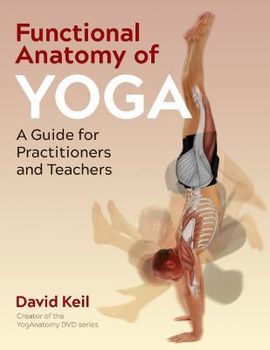 Functional
Anatomy of
YOGA
A Guide for
Practitioners
and Teachers
David Keil
Creator of the
YogAnatomy DVD series